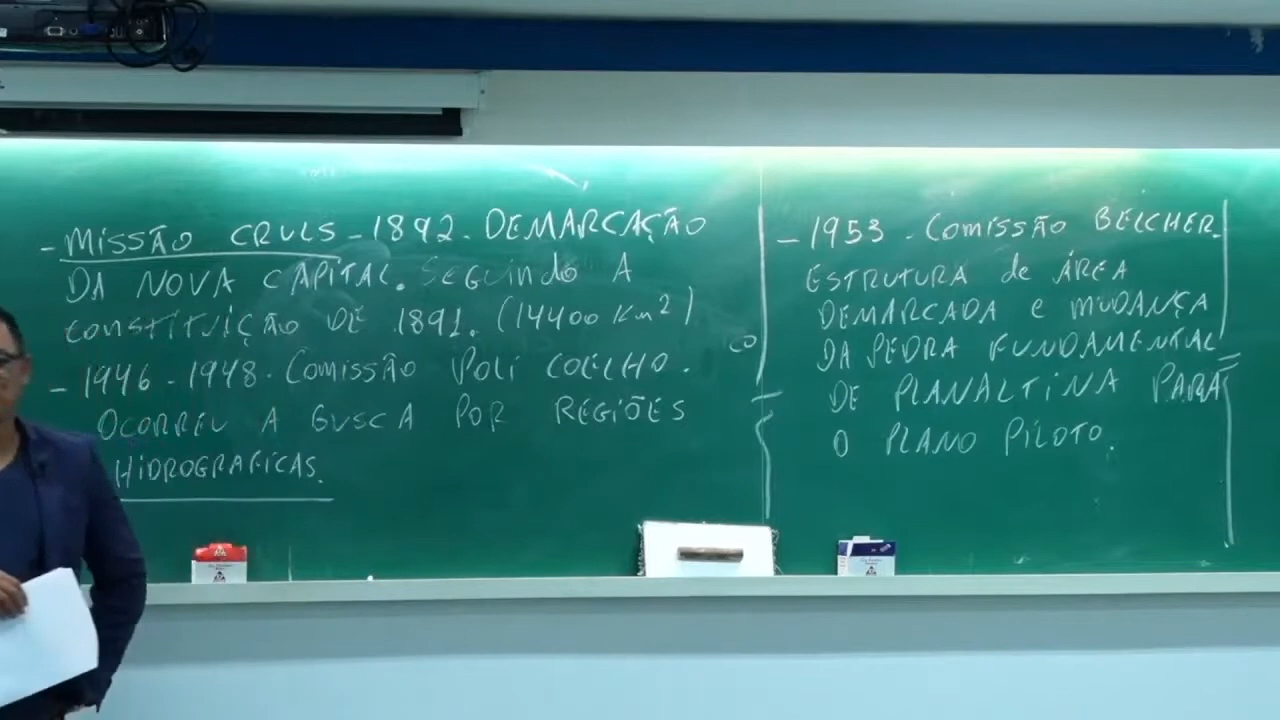 - MISSÃO CRULS - 1892. DEMARCAÇÃO
DA NOVA CAPITAL. SEGUINDO A
CONSTITUIÇÃO DE 1891. (14400 Km²)
- 1946 - 1948. COMISSÃO POLI COELHO.
OCORREU A BUSCA POR REGIÕES
HIDROGRAFICAS.
CO
- 1953 - COMISSÃO BELCHER.
ESTRUTURA de ÁREA
DEMARCADA e MUDANÇA
DA PEDRA FUNDAMENTAL
DE PLANALTINA PARA
O PLANO PILOTO.